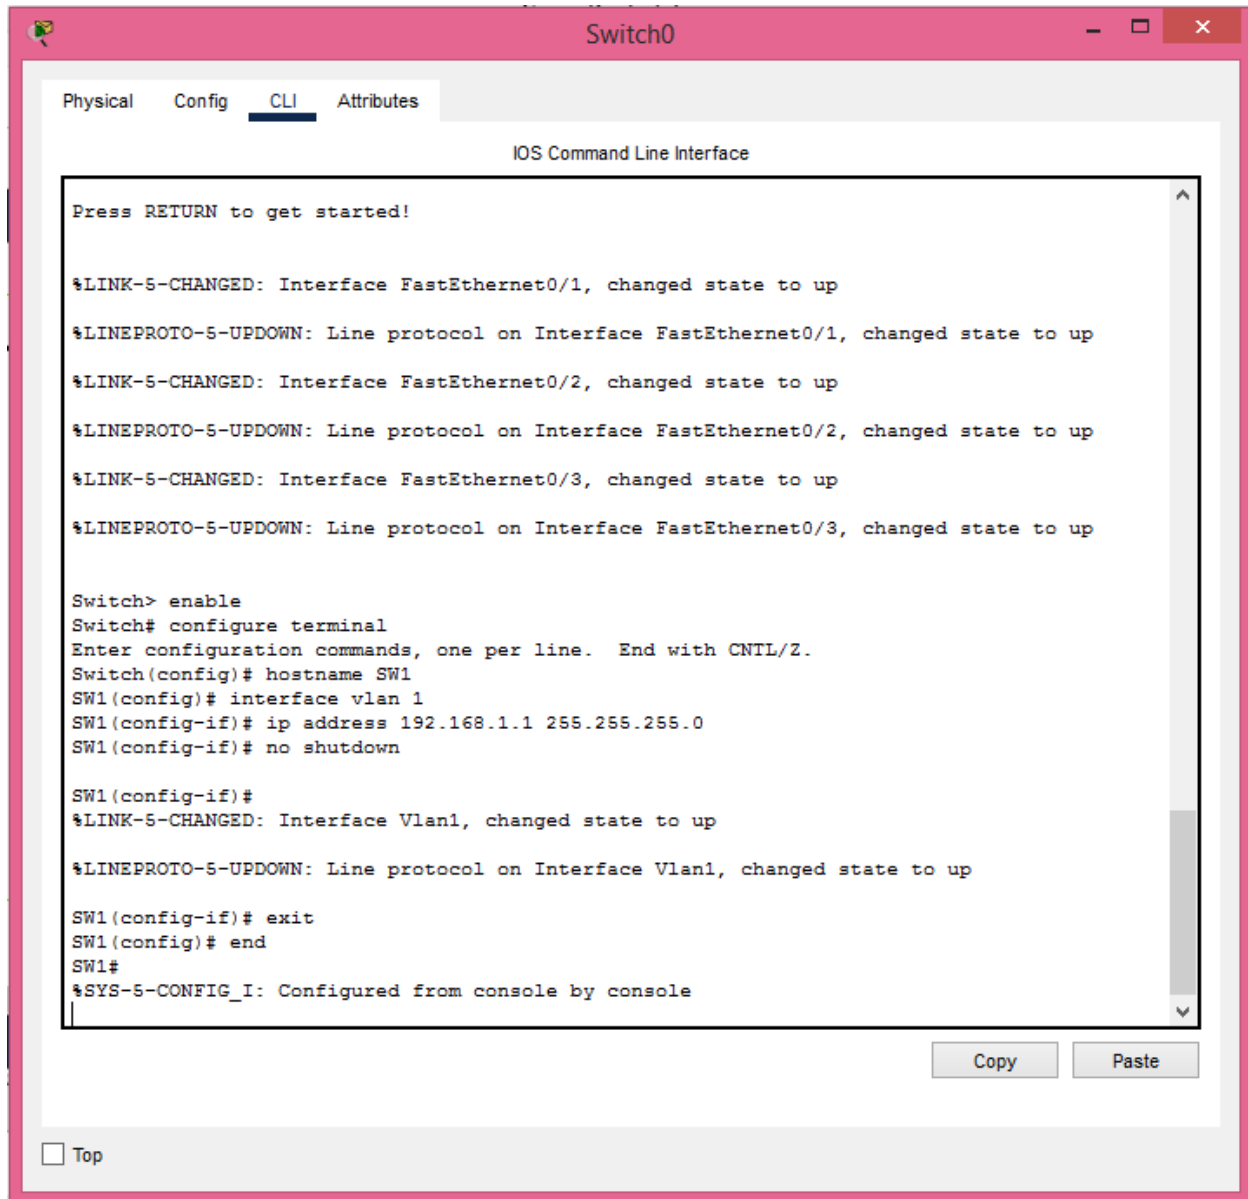 Switch0
Physical Config CLI Attributes
IOS Command Line Interface
Press RETURN to get started!
%LINK-5-CHANGED: Interface FastEthernet0/1, changed state to up
%LINEPROTO-5-UPDOWN: Line protocol on Interface FastEthernet0/1, changed state to up
%LINK-5-CHANGED: Interface FastEthernet0/2, changed state to up
%LINEPROTO-5-UPDOWN: Line protocol on Interface FastEthernet0/2, changed state to up
%LINK-5-CHANGED: Interface FastEthernet0/3, changed state to up
%LINEPROTO-5-UPDOWN: Line protocol on Interface FastEthernet0/3, changed state to up
Switch> enable
Switch# configure terminal
Enter configuration commands, one per line.  End with CNTL/Z.
Switch(config)# hostname SW1
SW1(config)# interface vlan 1
SW1(config-if)# ip address 192.168.1.1 255.255.255.0
SW1(config-if)# no shutdown
SW1(config-if)#
%LINK-5-CHANGED: Interface Vlan1, changed state to up
%LINEPROTO-5-UPDOWN: Line protocol on Interface Vlan1, changed state to up
SW1(config-if)# exit
SW1(config)# end
SW1#
%SYS-5-CONFIG_I: Configured from console by console
Copy Paste
Top